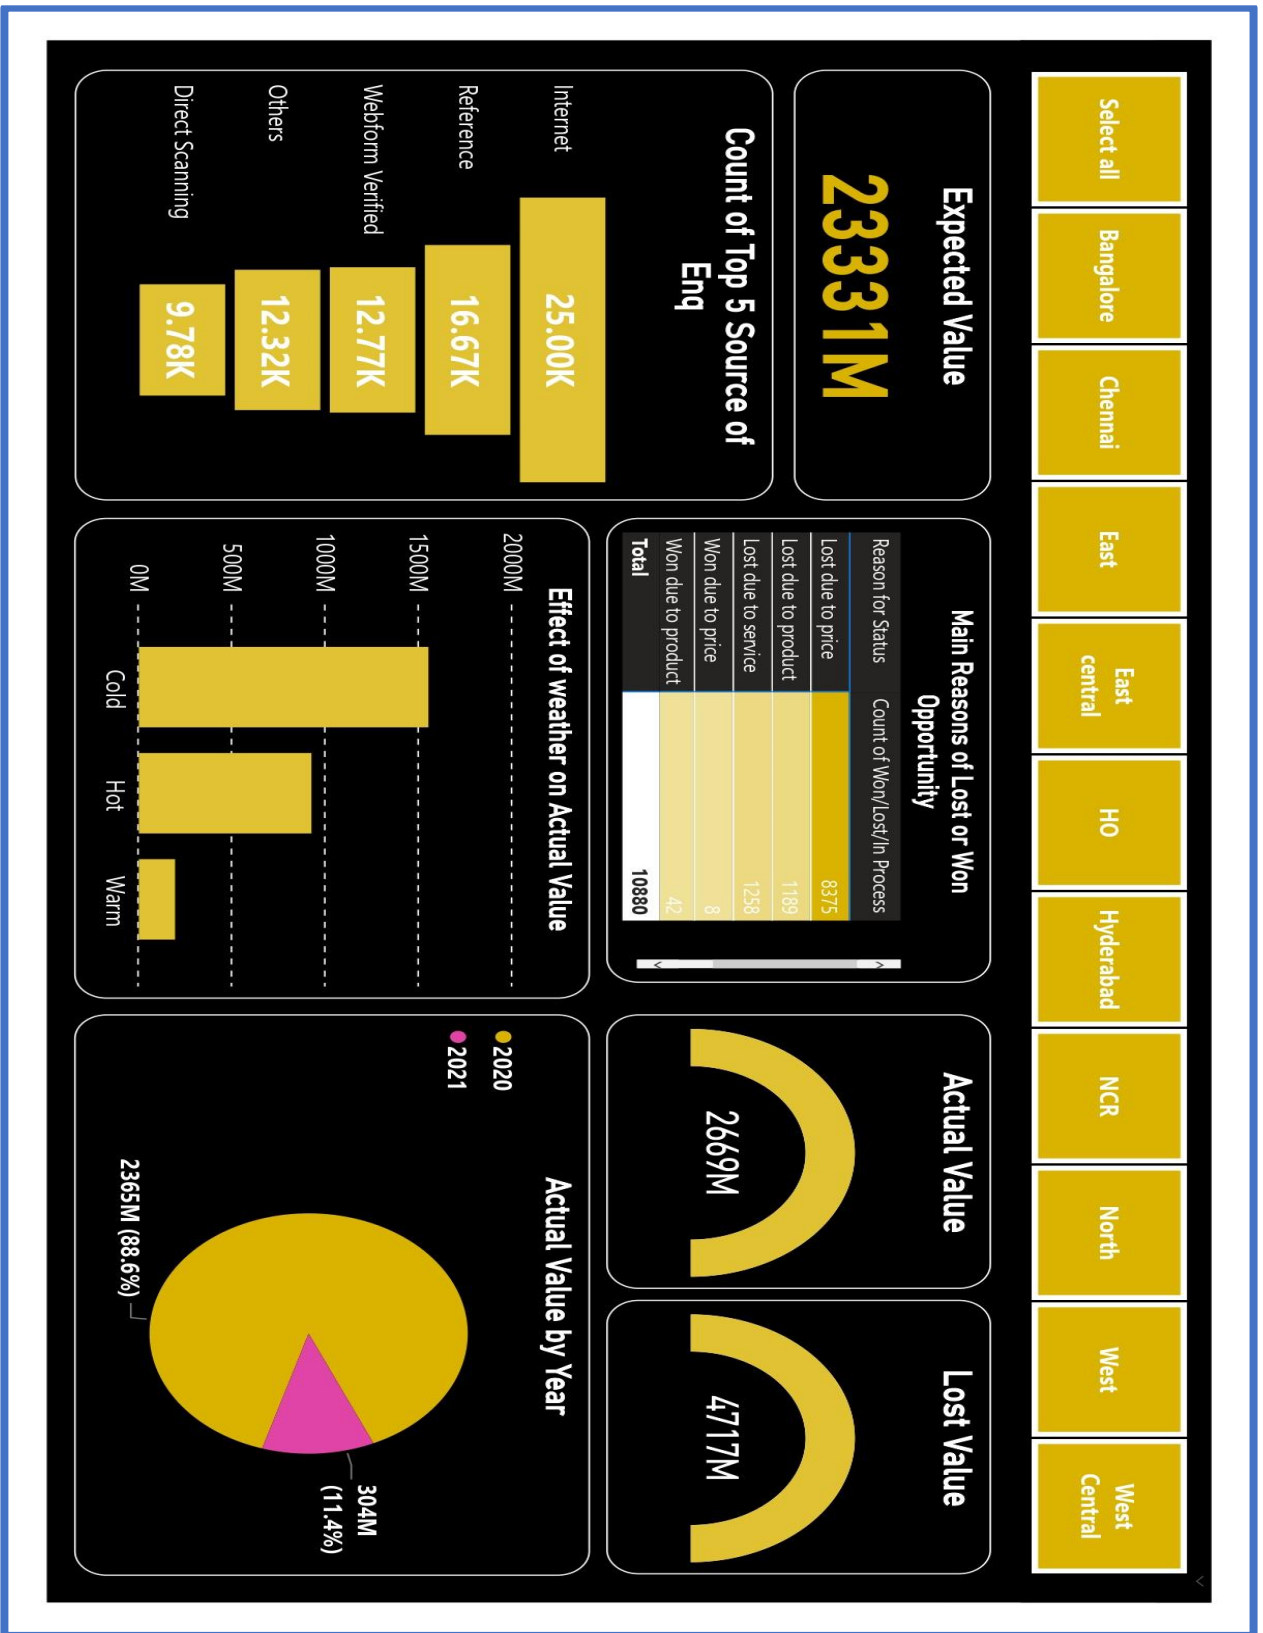 Select all
Bangalore
Chennai
East
East
central
HO
Hyderabad
NCR
North
West
West
Central
Expected Value
23331M
Main Reasons of Lost or Won
Opportunity
Reason for Status Count of Won/Lost/In Process
Lost due to price 8375
Lost due to product 1189
Lost due to service 1258
Won due to price 8
Won due to product 42
Total 10880
Actual Value
2669M
Lost Value
4717M
Count of Top 5 Source of
Enq
Internet 25.00K
Reference 16.67K
Webform Verified 12.77K
Others 12.32K
Direct Scanning 9.78K
Effect of weather on Actual Value
2000M
1500M
1000M
500M
0M
Cold Hot Warm
Actual Value by Year
2020
2021
304M
(11.4%)
2365M (88.6%)